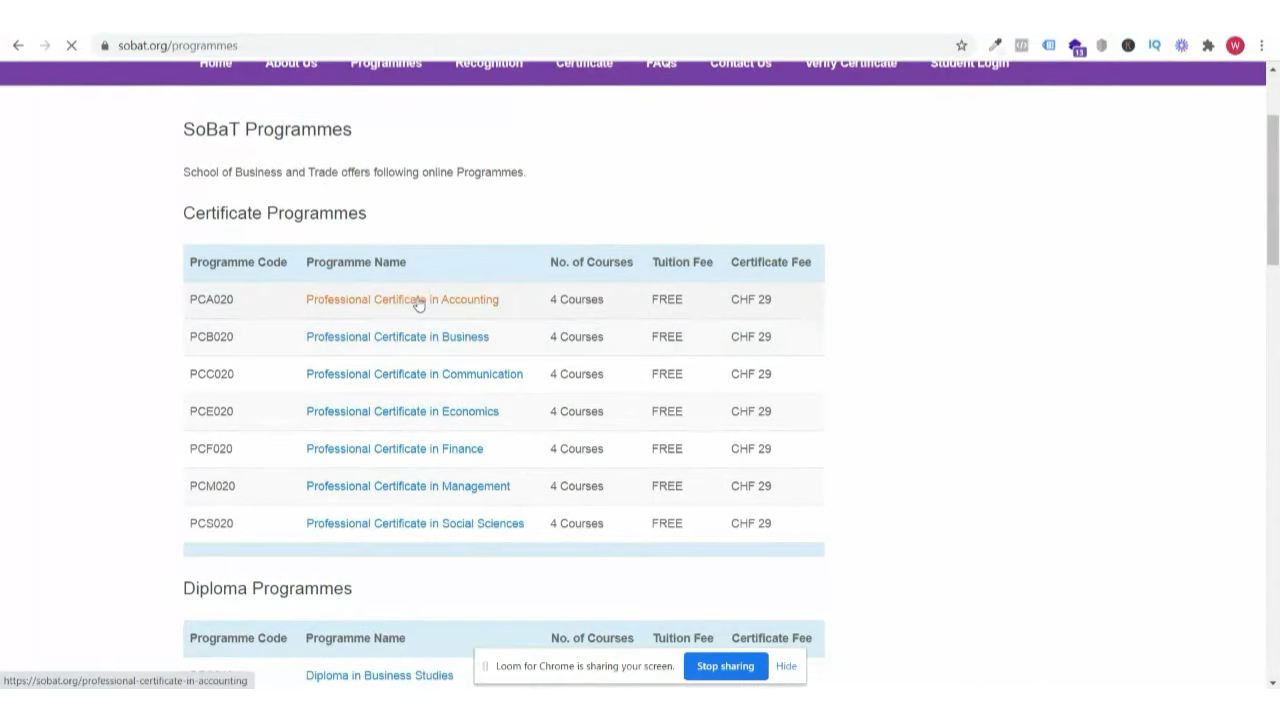 sobat.org/programmes
13
IQ
W
Home About Us Programmes Recognition Certificate FAQs Contact Us Verify Certificate Student Login
SoBaT Programmes
School of Business and Trade offers following online Programmes.
Certificate Programmes
Programme Code Programme Name No. of Courses Tuition Fee Certificate Fee
PCA020 Professional Certificate in Accounting 4 Courses FREE CHF 29
PCB020 Professional Certificate in Business 4 Courses FREE CHF 29
PCC020 Professional Certificate in Communication 4 Courses FREE CHF 29
PCE020 Professional Certificate in Economics 4 Courses FREE CHF 29
PCF020 Professional Certificate in Finance 4 Courses FREE CHF 29
PCM020 Professional Certificate in Management 4 Courses FREE CHF 29
PCS020 Professional Certificate in Social Sciences 4 Courses FREE CHF 29
Diploma Programmes
Programme Code Programme Name No. of Courses Tuition Fee Certificate Fee
Loom for Chrome is sharing your screen. Stop sharing Hide
Diploma in Business Studies
https://sobat.org/professional-certificate-in-accounting